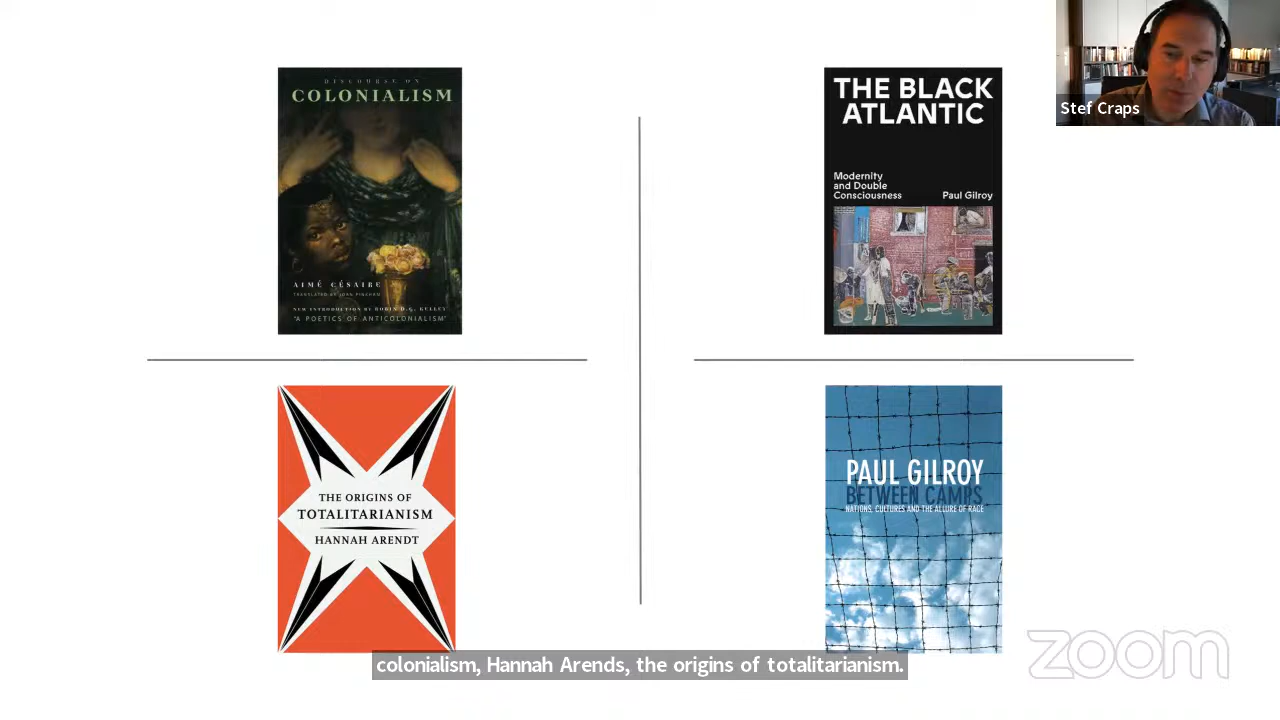 DISCOURSE ON
COLONIALISM
AIMÉ CÉSAIRE
TRANSLATED BY JOAN PINKHAM
NEW INTRODUCTION BY ROBIN D.G. KELLEY
"A POETICS OF ANTICOLONIALISM"
THE BLACK
ATLANTIC
Modernity
and Double
Consciousness
Paul Gilroy
Stef Craps
THE ORIGINS OF
TOTALITARIANISM
HANNAH ARENDT
PAUL GILROY
BETWEEN CAMPS
NATIONS, CULTURES AND THE ALLURE OF RACE
colonialism, Hannah Arends, the origins of totalitarianism.
zoom